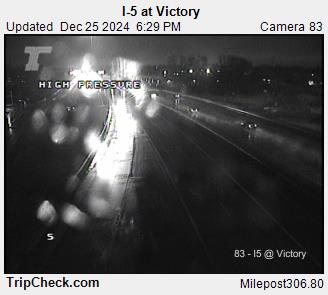 I-5 at Victory
Updated Dec 25 2024 6:29 PM Camera 83
T
HIGH PRESSURE
S
83 - I5 @ Victory
TripCheck.com Milepost306.80